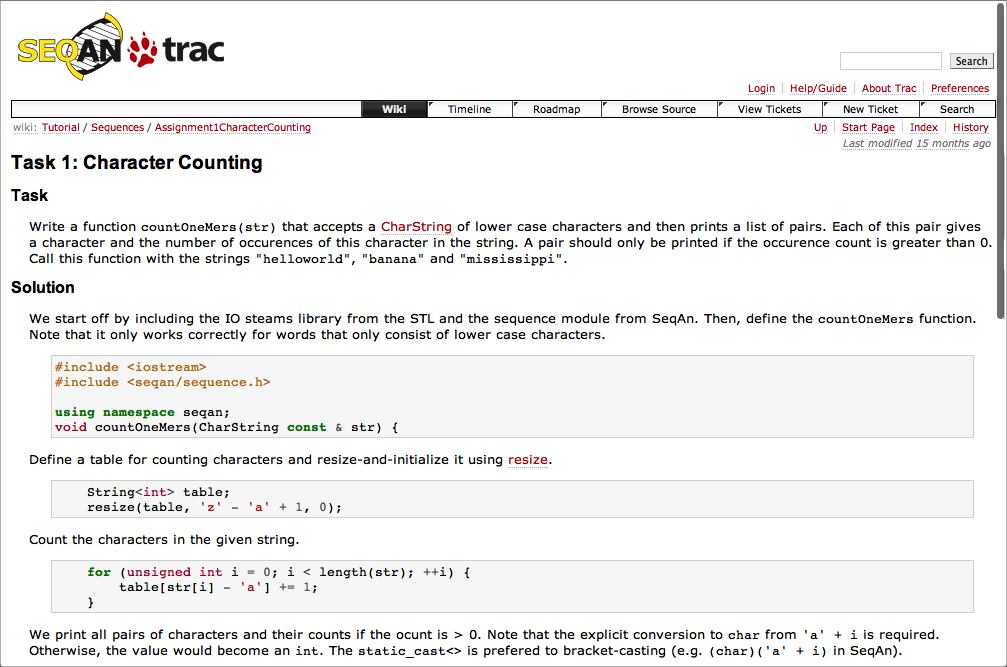 SEQAN trac
Search
Login Help/Guide About Trac Preferences
Wiki Timeline Roadmap Browse Source View Tickets New Ticket Search
wiki: Tutorial / Sequences / Assignment1CharacterCounting
Up Start Page Index History
Last modified 15 months ago
Task 1: Character Counting
Task
Write a function countOneMers(str) that accepts a CharString of lower case characters and then prints a list of pairs. Each of this pair gives
a character and the number of occurences of this character in the string. A pair should only be printed if the occurence count is greater than 0.
Call this function with the strings "helloworld", "banana" and "mississippi".
Solution
We start off by including the IO steams library from the STL and the sequence module from SeqAn. Then, define the countOneMers function.
Note that it only works correctly for words that only consist of lower case characters.
#include <iostream>
#include <seqan/sequence.h>
using namespace seqan;
void countOneMers(CharString const & str) {
Define a table for counting characters and resize-and-initialize it using resize.
String<int> table;
resize(table, 'z' - 'a' + 1, 0);
Count the characters in the given string.
for (unsigned int i = 0; i < length(str); ++i) {
table[str[i] - 'a'] += 1;
}
We print all pairs of characters and their counts if the ocunt is > 0. Note that the explicit conversion to char from 'a' + i is required.
Otherwise, the value would become an int. The static_cast<> is prefered to bracket-casting (e.g. (char)('a' + i) in SeqAn).